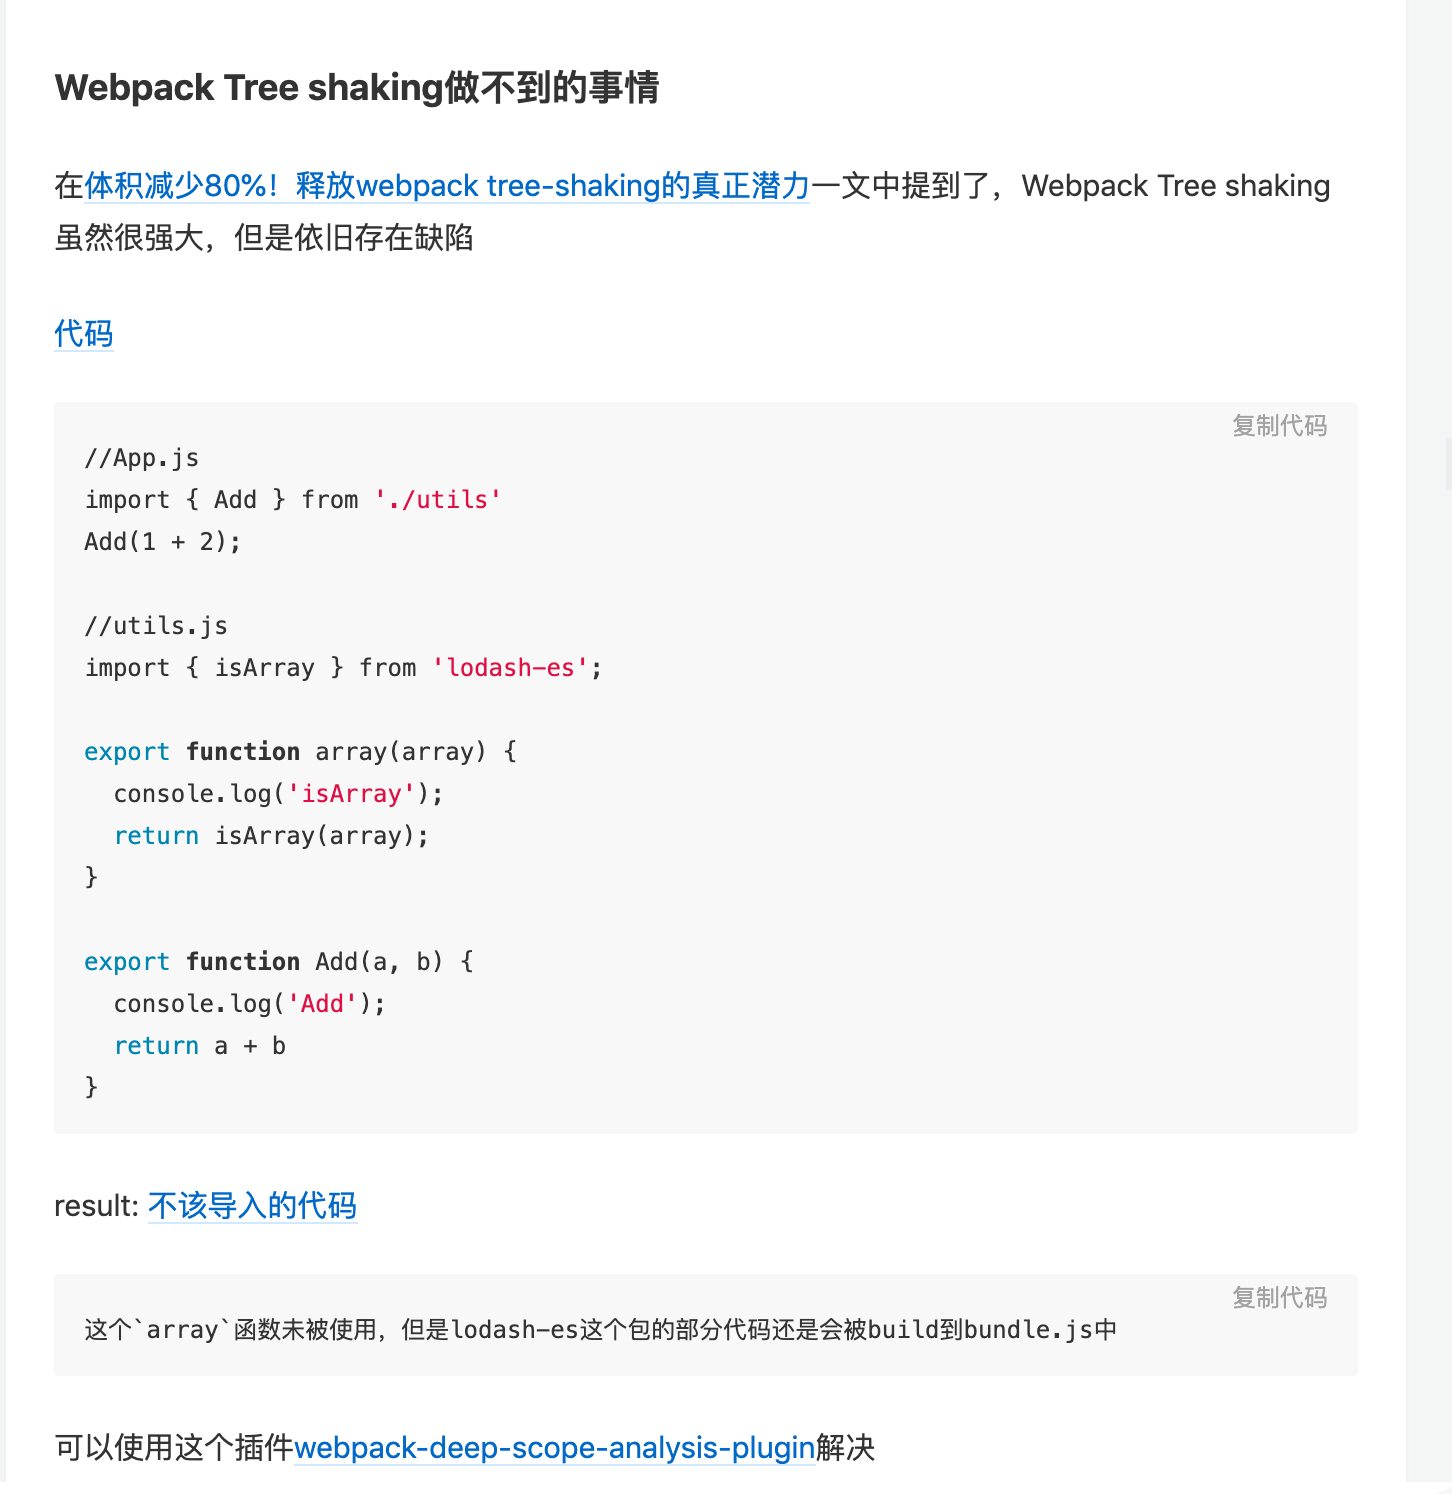 Webpack Tree shaking做不到的事情
在体积减少80%！释放webpack tree-shaking的真正潜力一文中提到了，Webpack Tree shaking
虽然很强大，但是依旧存在缺陷
代码
复制代码
//App.js
import { Add } from './utils'
Add(1 + 2);
//utils.js
import { isArray } from 'lodash-es';
export function array(array) {
  console.log('isArray');
  return isArray(array);
}
export function Add(a, b) {
  console.log('Add');
  return a + b
}
result: 不该导入的代码
复制代码
这个`array`函数未被使用，但是lodash-es这个包的部分代码还是会被build到bundle.js中
可以使用这个插件webpack-deep-scope-analysis-plugin解决